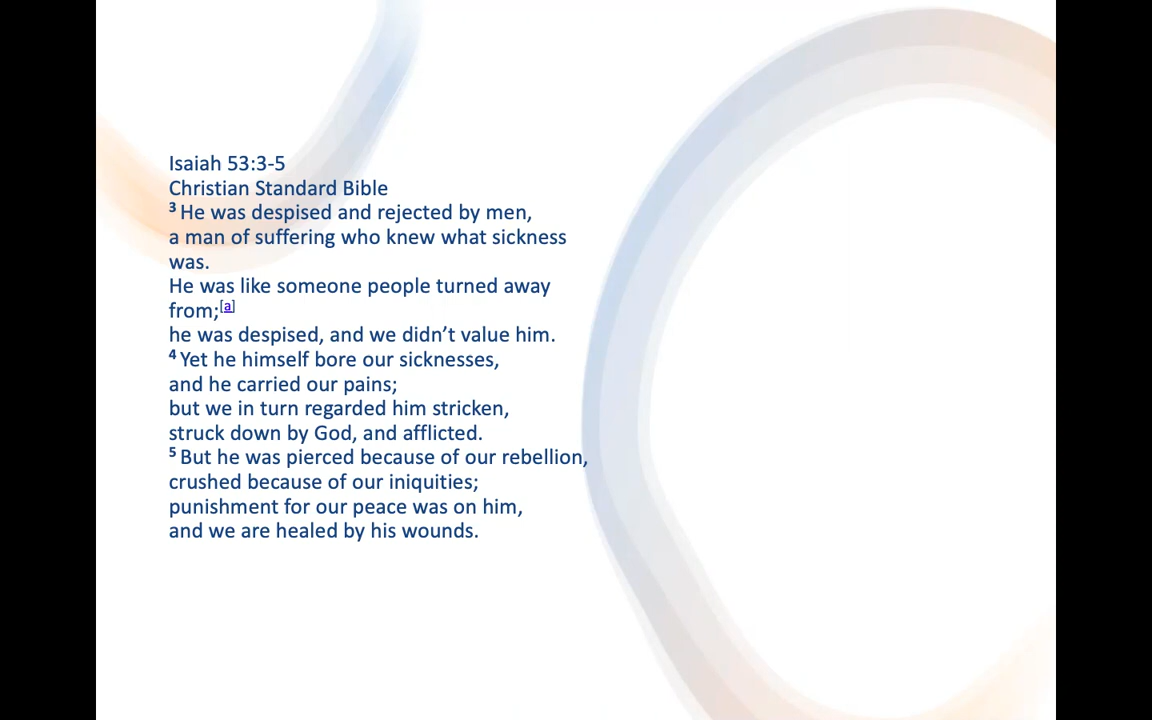 Isaiah 53:3-5
Christian Standard Bible
3 He was despised and rejected by men,
a man of suffering who knew what sickness
was.
He was like someone people turned away
from;[a]
he was despised, and we didn’t value him.
4 Yet he himself bore our sicknesses,
and he carried our pains;
but we in turn regarded him stricken,
struck down by God, and afflicted.
5 But he was pierced because of our rebellion,
crushed because of our iniquities;
punishment for our peace was on him,
and we are healed by his wounds.